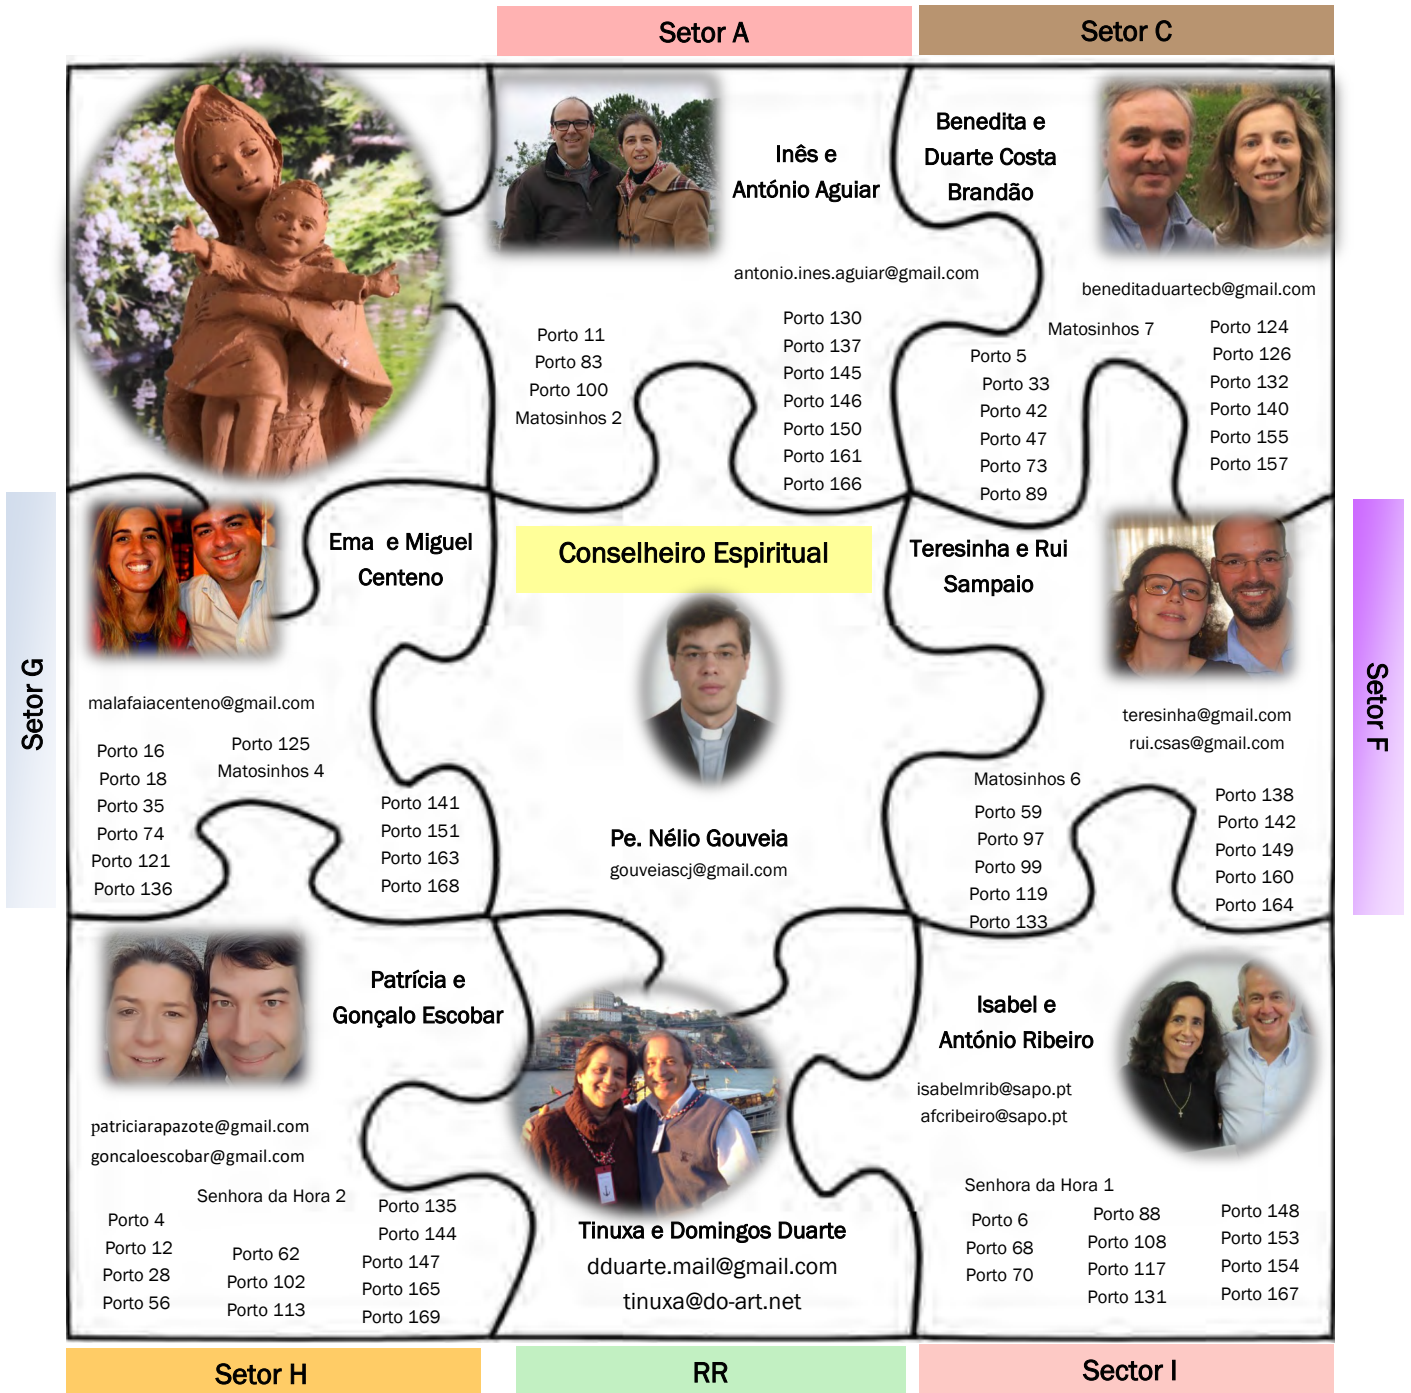 Setor A
Setor C
Inês e
António Aguiar
antonio.ines.aguiar@gmail.com
Porto 11
Porto 83
Porto 100
Matosinhos 2
Porto 130
Porto 137
Porto 145
Porto 146
Porto 150
Porto 161
Porto 166
Benedita e
Duarte Costa
Brandão
beneditaduartecb@gmail.com
Matosinhos 7
Porto 5
Porto 33
Porto 42
Porto 47
Porto 73
Porto 89
Porto 124
Porto 126
Porto 132
Porto 140
Porto 155
Porto 157
Setor G
Ema e Miguel
Centeno
malafaiacenteno@gmail.com
Porto 16
Porto 18
Porto 35
Porto 74
Porto 121
Porto 136
Porto 125
Matosinhos 4
Porto 141
Porto 151
Porto 163
Porto 168
Conselheiro Espiritual
Pe. Nélio Gouveia
gouveiascj@gmail.com
Teresinha e Rui
Sampaio
teresinha@gmail.com
rui.csas@gmail.com
Matosinhos 6
Porto 59
Porto 97
Porto 99
Porto 119
Porto 133
Porto 138
Porto 142
Porto 149
Porto 160
Porto 164
Setor F
Patrícia e
Gonçalo Escobar
patriciarapazote@gmail.com
goncaloescobar@gmail.com
Senhora da Hora 2
Porto 4
Porto 12
Porto 28
Porto 56
Porto 62
Porto 102
Porto 113
Porto 135
Porto 144
Porto 147
Porto 165
Porto 169
Tinuxa e Domingos Duarte
dduarte.mail@gmail.com
tinuxa@do-art.net
Isabel e
António Ribeiro
isabelmrib@sapo.pt
afcribeiro@sapo.pt
Senhora da Hora 1
Porto 6
Porto 68
Porto 70
Porto 88
Porto 108
Porto 117
Porto 131
Porto 148
Porto 153
Porto 154
Porto 167
Setor H
RR
Sector I